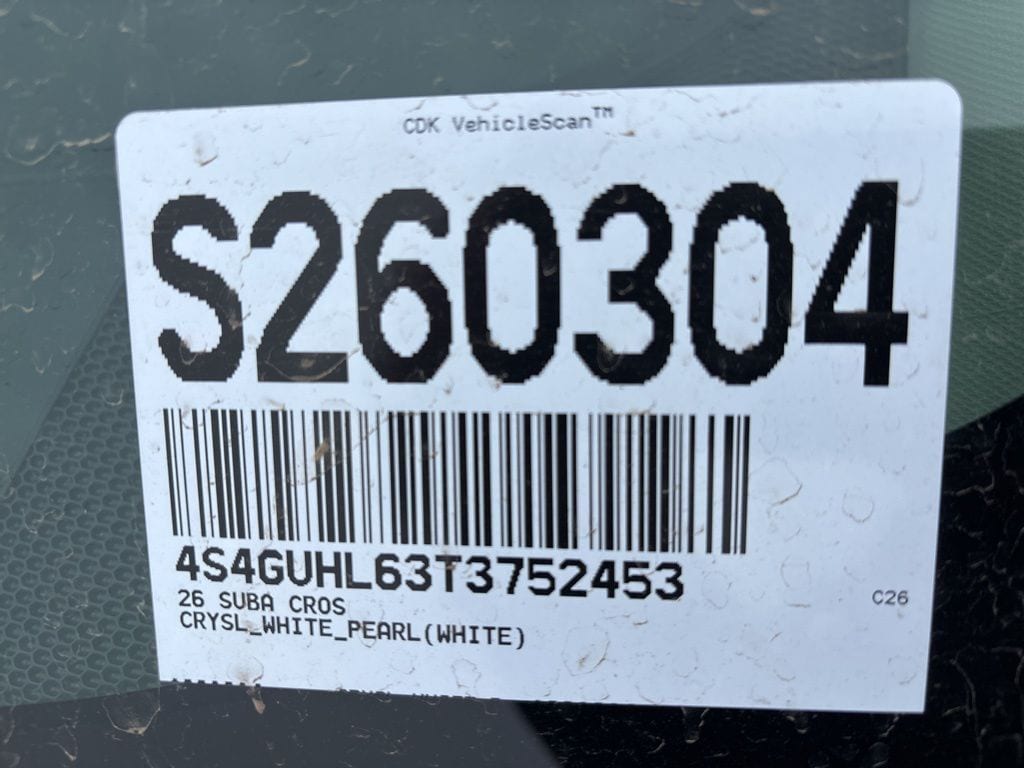 CDK VehicleScan™
S260304
4S4GUHL63T3752453
26 SUBA CROS
C26
CRYSL_WHITE_PEARL(WHITE)